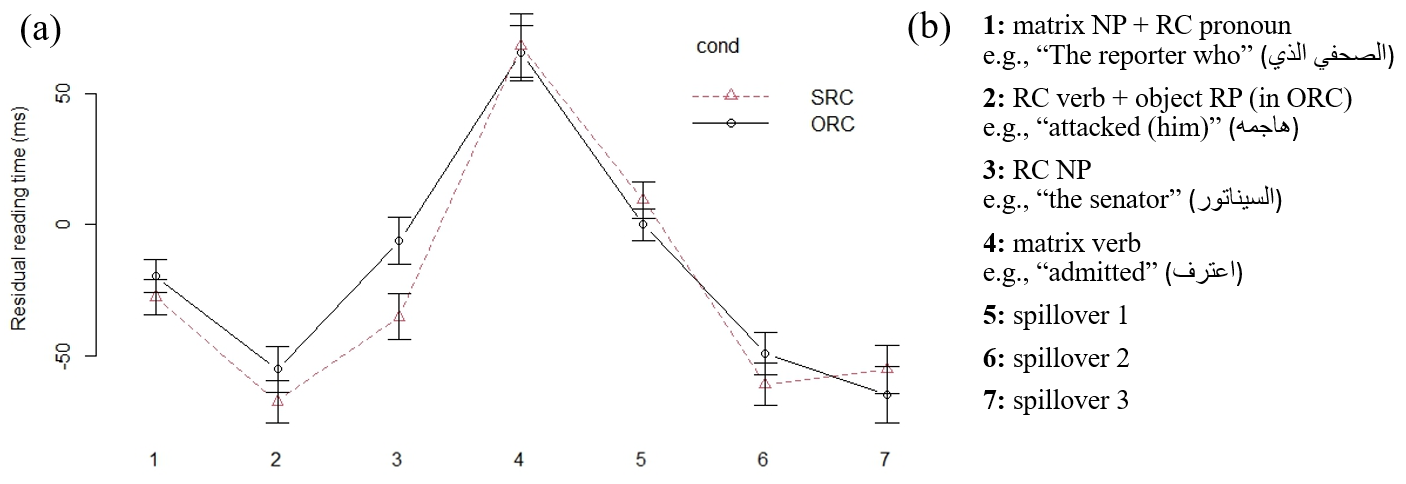 (a)
cond
SRC
ORC
Residual reading time (ms)
50
0
-50
1 2 3 4 5 6 7
(b)
1: matrix NP + RC pronoun
e.g., “The reporter who” (الصحفي الذي)
2: RC verb + object RP (in ORC)
e.g., “attacked (him)” (هاجمه)
3: RC NP
e.g., “the senator” (السيناتور)
4: matrix verb
e.g., “admitted” (اعترف)
5: spillover 1
6: spillover 2
7: spillover 3